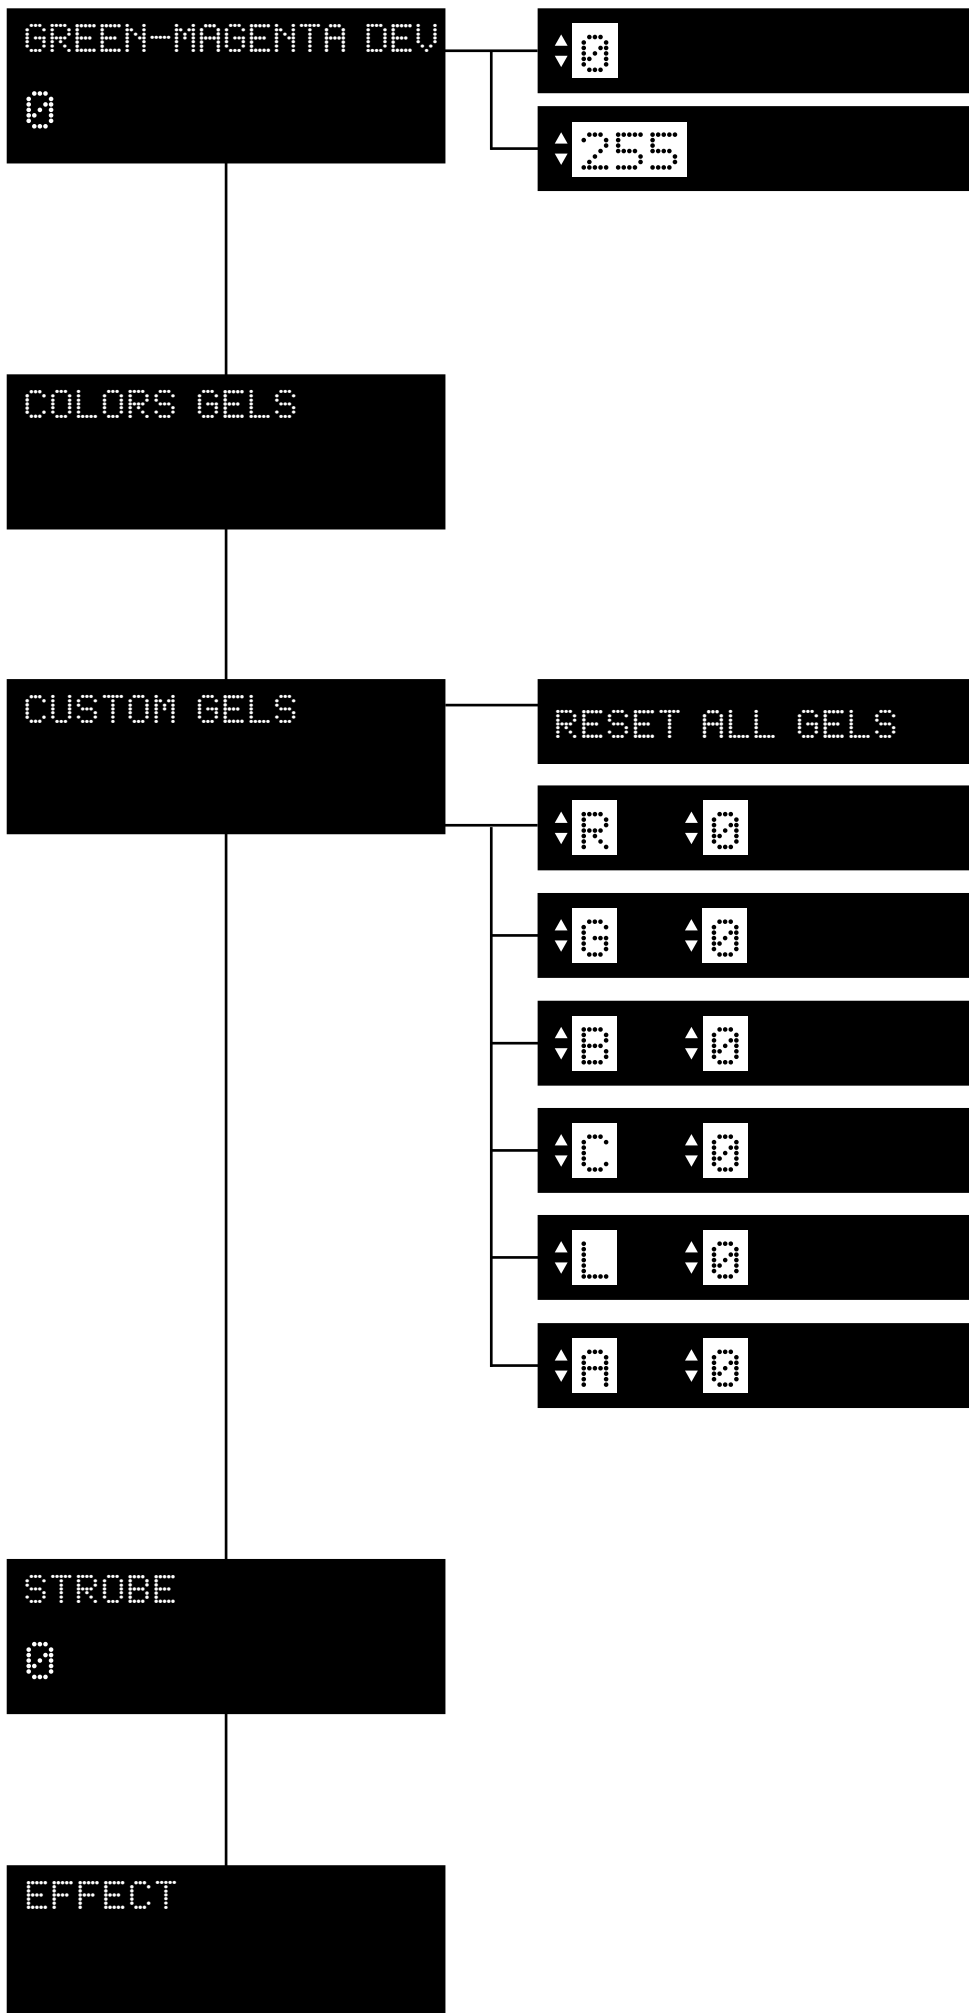 GREEN-MAGENTA DEV
0
0
255
COLORS GELS
CUSTOM GELS
RESET ALL GELS
R 0
G 0
B 0
C 0
L 0
A 0
STROBE
0
EFFECT